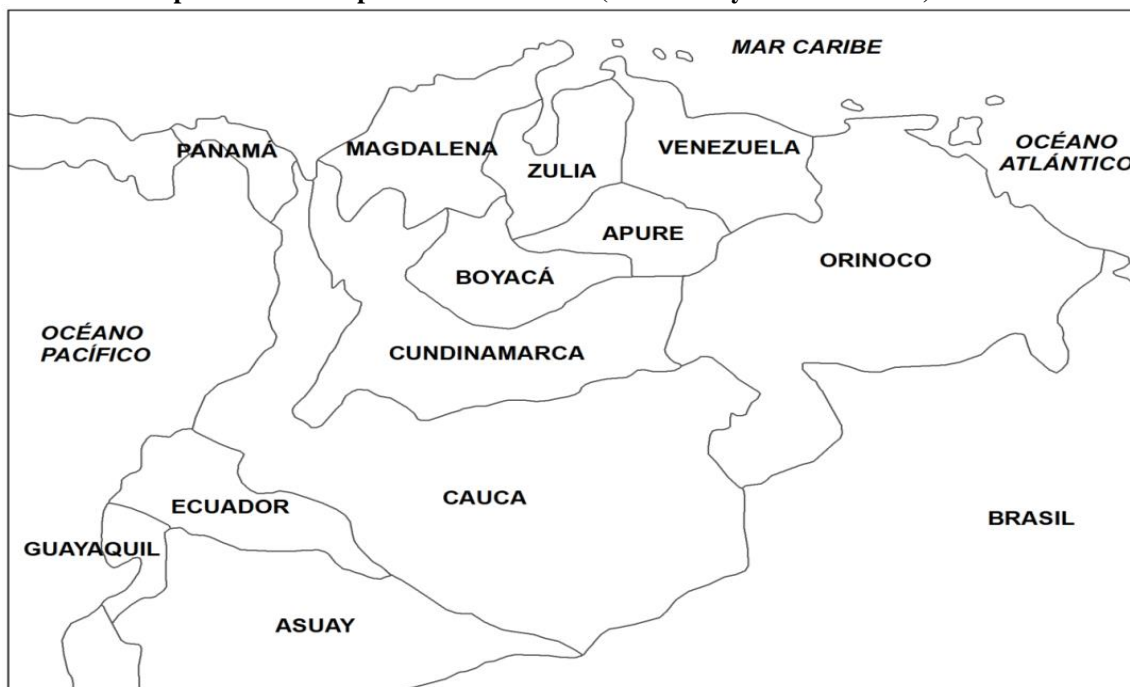 MAR CARIBE
OCÉANO
ATLÁNTICO
PANAMÁ
MAGDALENA
VENEZUELA
ZULIA
APURE
ORINOCO
BOYACÁ
OCÉANO
PACÍFICO
CUNDINAMARCA
ECUADOR
CAUCA
BRASIL
GUAYAQUIL
ASUAY